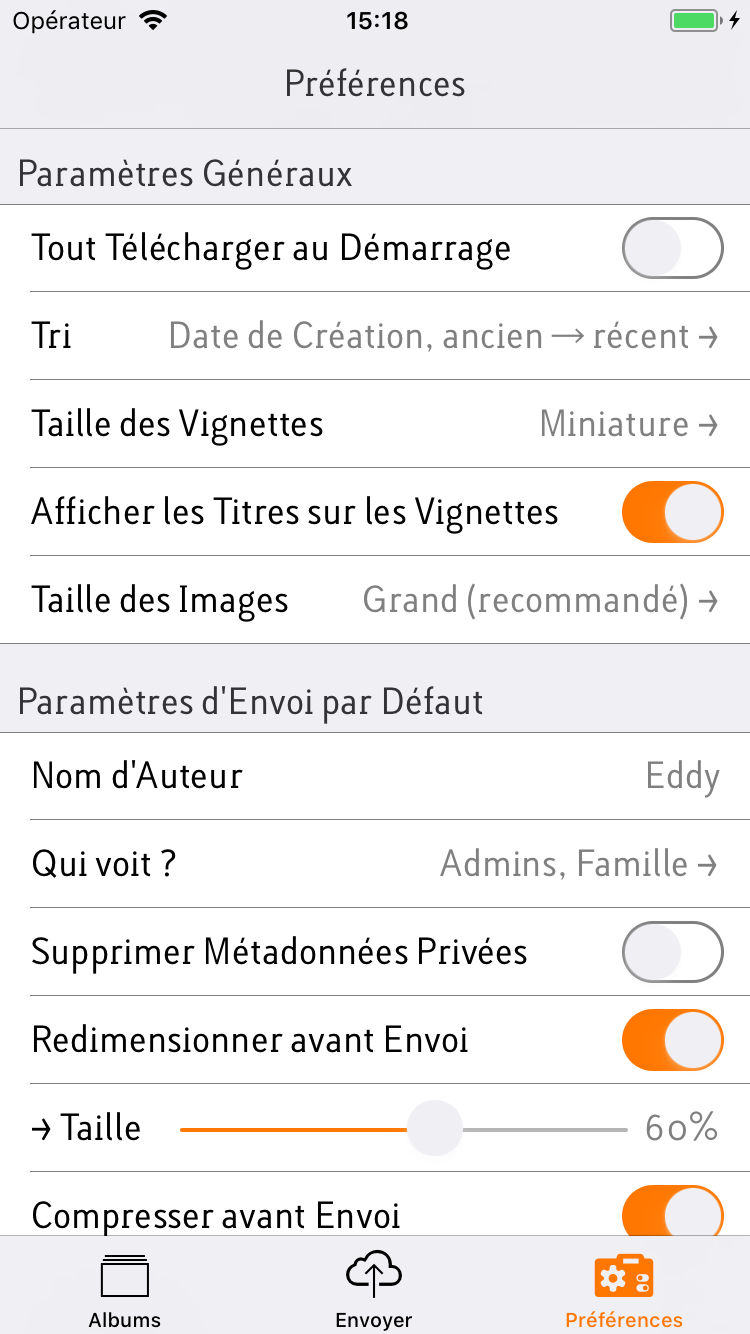 Opérateur 15:18
Préférences
Paramètres Généraux
Tout Télécharger au Démarrage
Tri Date de Création, ancien → récent →
Taille des Vignettes Miniature →
Afficher les Titres sur les Vignettes
Taille des Images Grand (recommandé) →
Paramètres d'Envoi par Défaut
Nom d'Auteur Eddy
Qui voit ? Admins, Famille →
Supprimer Métadonnées Privées
Redimensionner avant Envoi
→ Taille 60%
Compresser avant Envoi
Albums Envoyer Préférences